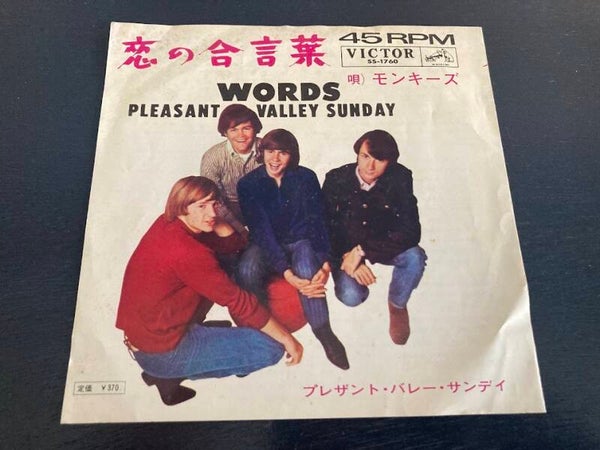 恋の合言葉
45 RPM
VICTOR
SS-1760
唄）モンキーズ
WORDS
PLEASANT VALLEY SUNDAY
定価 ￥370.
プレザント・バレー・サンデイ